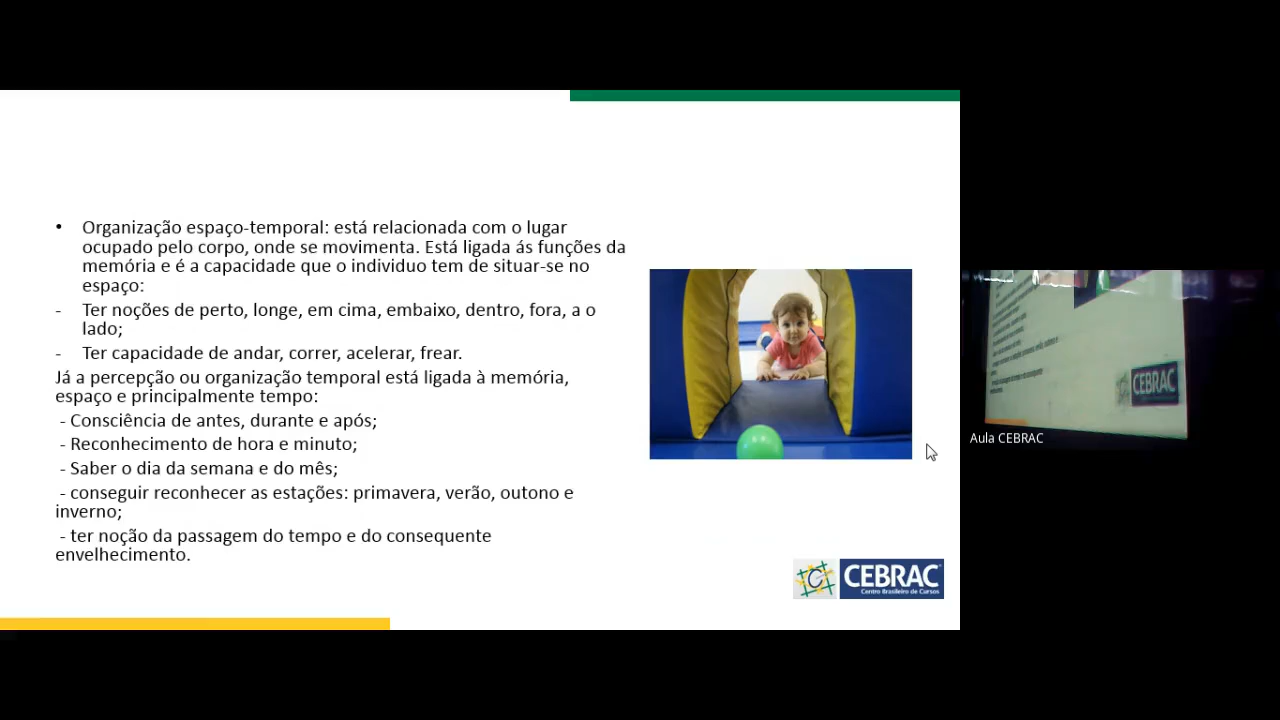 • Organização espaço-temporal: está relacionada com o lugar
ocupado pelo corpo, onde se movimenta. Está ligada ás funções da
memória e é a capacidade que o individuo tem de situar-se no
espaço:
- Ter noções de perto, longe, em cima, embaixo, dentro, fora, a o
lado;
- Ter capacidade de andar, correr, acelerar, frear.
Já a percepção ou organização temporal está ligada à memória,
espaço e principalmente tempo:
- Consciência de antes, durante e após;
- Reconhecimento de hora e minuto;
- Saber o dia da semana e do mês;
- conseguir reconhecer as estações: primavera, verão, outono e
inverno;
- ter noção da passagem do tempo e do consequente
envelhecimento.
C CEBRAC
Centro Brasileiro de Cursos
CEBRAC
Aula CEBRAC